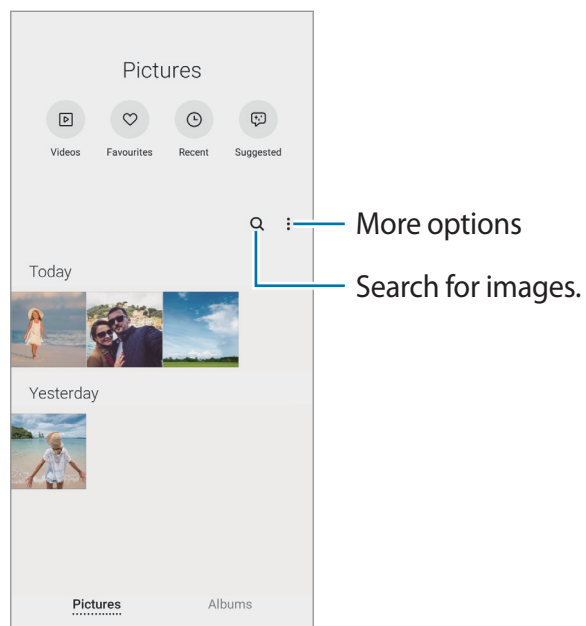 Pictures
Videos Favourites Recent Suggested
More options
Search for images.
Today
Yesterday
Pictures Albums